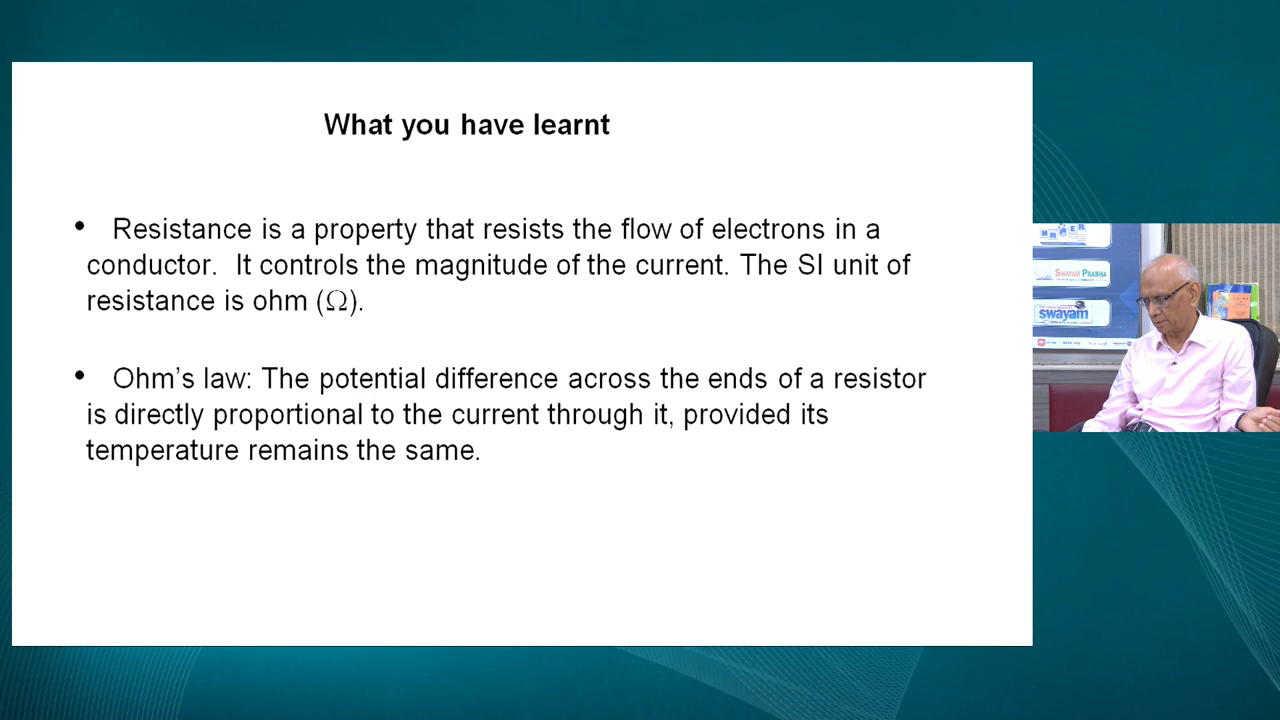 What you have learnt
• Resistance is a property that resists the flow of electrons in a
conductor. It controls the magnitude of the current. The SI unit of
resistance is ohm (Ω).
• Ohm's law: The potential difference across the ends of a resistor
is directly proportional to the current through it, provided its
temperature remains the same.
SWAYAM PRABHA
swayam